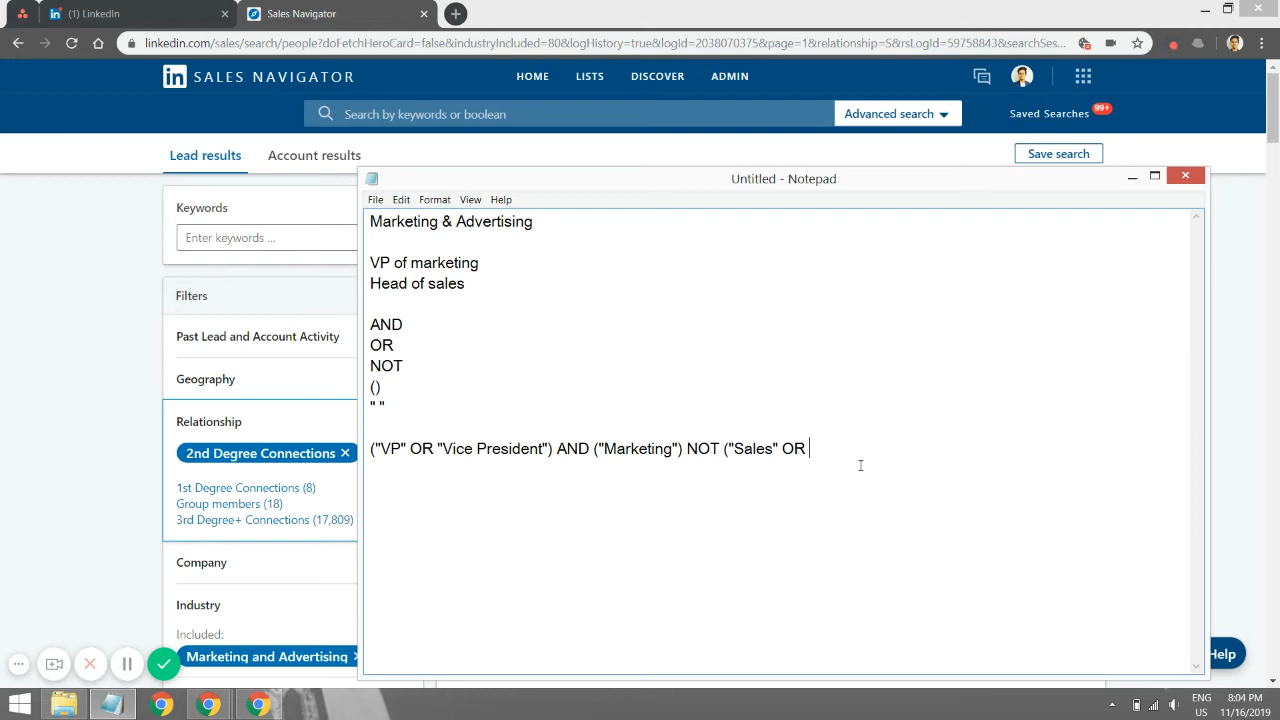 (1) LinkedIn
Sales Navigator
linkedin.com/sales/search/people?doFetchHeroCard=false&industryIncluded=80&logHistory=true&logId=2038070375&page=1&relationship=S&rsLogId=59758843&searchSes...
in SALES NAVIGATOR
HOME
LISTS
DISCOVER
ADMIN
Search by keywords or boolean
Advanced search
Saved Searches
99+
Lead results
Account results
Save search
Keywords
Enter keywords ...
Filters
Past Lead and Account Activity
Geography
Relationship
2nd Degree Connections
1st Degree Connections (8)
Group members (18)
3rd Degree+ Connections (17,809)
Company
Industry
Included:
Marketing and Advertising
Untitled - Notepad
File Edit Format View Help
Marketing & Advertising
VP of marketing
Head of sales
AND
OR
NOT
()
" "
("VP" OR "Vice President") AND ("Marketing") NOT ("Sales" OR
Help
ENG
US
8:04 PM
11/16/2019